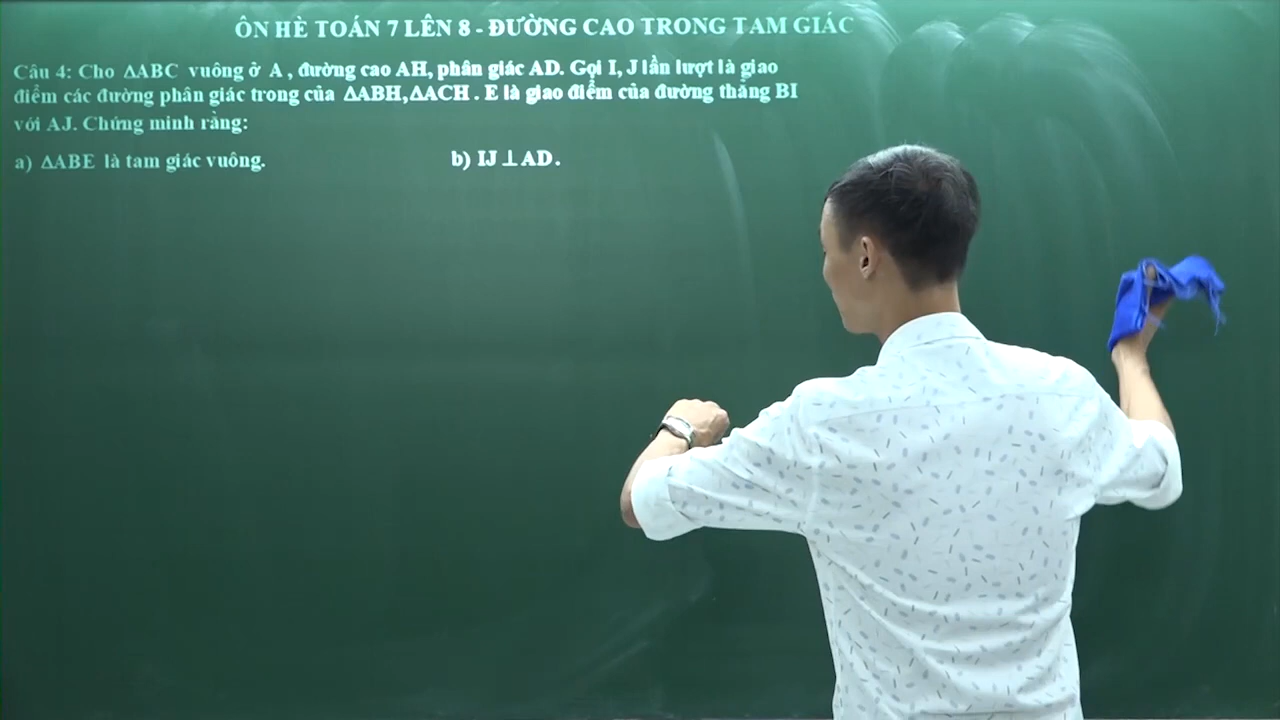 ÔN HÈ TOÁN 7 LÊN 8 - ĐƯỜNG CAO TRONG TAM GIÁC
Câu 4: Cho ΔABC vuông ở A , đường cao AH, phân giác AD. Gọi I, J lần lượt là giao
điểm các đường phân giác trong của ΔABH,ΔACH . E là giao điểm của đường thẳng BI
với AJ. Chứng minh rằng:
a) ΔABE là tam giác vuông.
b) IJ ⊥ AD.